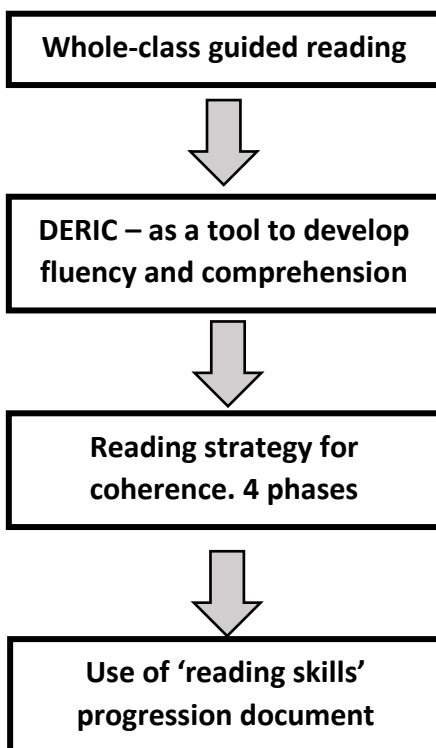 Whole-class guided reading
DERIC – as a tool to develop
fluency and comprehension
Reading strategy for
coherence. 4 phases
Use of ‘reading skills’
progression document